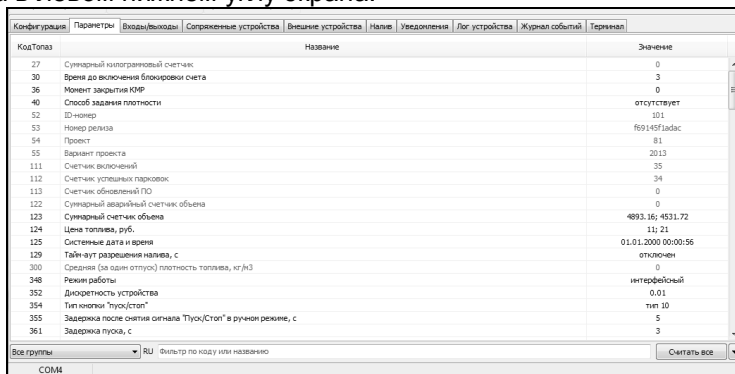 Конфигурация Параметры Входы/выходы Сопряженные устройства Внешние устройства Налив Уведомления Лог устройства Журнал событий Терминал
КодТопаз Название Значение
27 Суммарный килограммовый счетчик 0
30 Время до включения блокировки счета 3
36 Момент закрытия КМР 0
40 Способ задания плотности отсутствует
52 ID-номер 101
53 Номер релиза f69145f1adac
54 Проект 81
55 Вариант проекта 2013
111 Счетчик включений 35
112 Счетчик успешных парковок 34
113 Счетчик обновлений ПО 0
122 Суммарный аварийный счетчик объема 0
123 Суммарный счетчик объема 4893.16; 4531.72
124 Цена топлива, руб. 11; 21
125 Системные дата и время 01.01.2000 00:00:56
129 Тайм-аут разрешения налива, с отключен
300 Средняя (за один отпуск) плотность топлива, кг/м3 0
348 Режим работы интерфейсный
352 Дискретность устройства 0.01
354 Тип кнопки "пуск/стоп" тип 10
355 Задержка после снятия сигнала "Пуск/Стоп" в ручном режиме, с 5
361 Задержка пуска, с 3
Все группы RU Фильтр по коду или названию Считать все
COM4